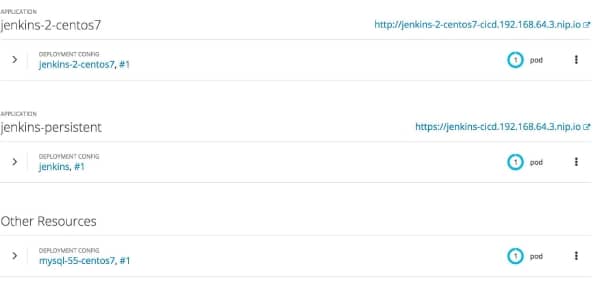 APPLICATION
jenkins-2-centos7 http://jenkins-2-centos7-cicd.192.168.64.3.nip.io
DEPLOYMENT CONFIG
jenkins-2-centos7, #1 1 pod
APPLICATION
jenkins-persistent https://jenkins-cicd.192.168.64.3.nip.io
DEPLOYMENT CONFIG
jenkins, #1 1 pod
Other Resources
DEPLOYMENT CONFIG
mysql-55-centos7, #1 1 pod